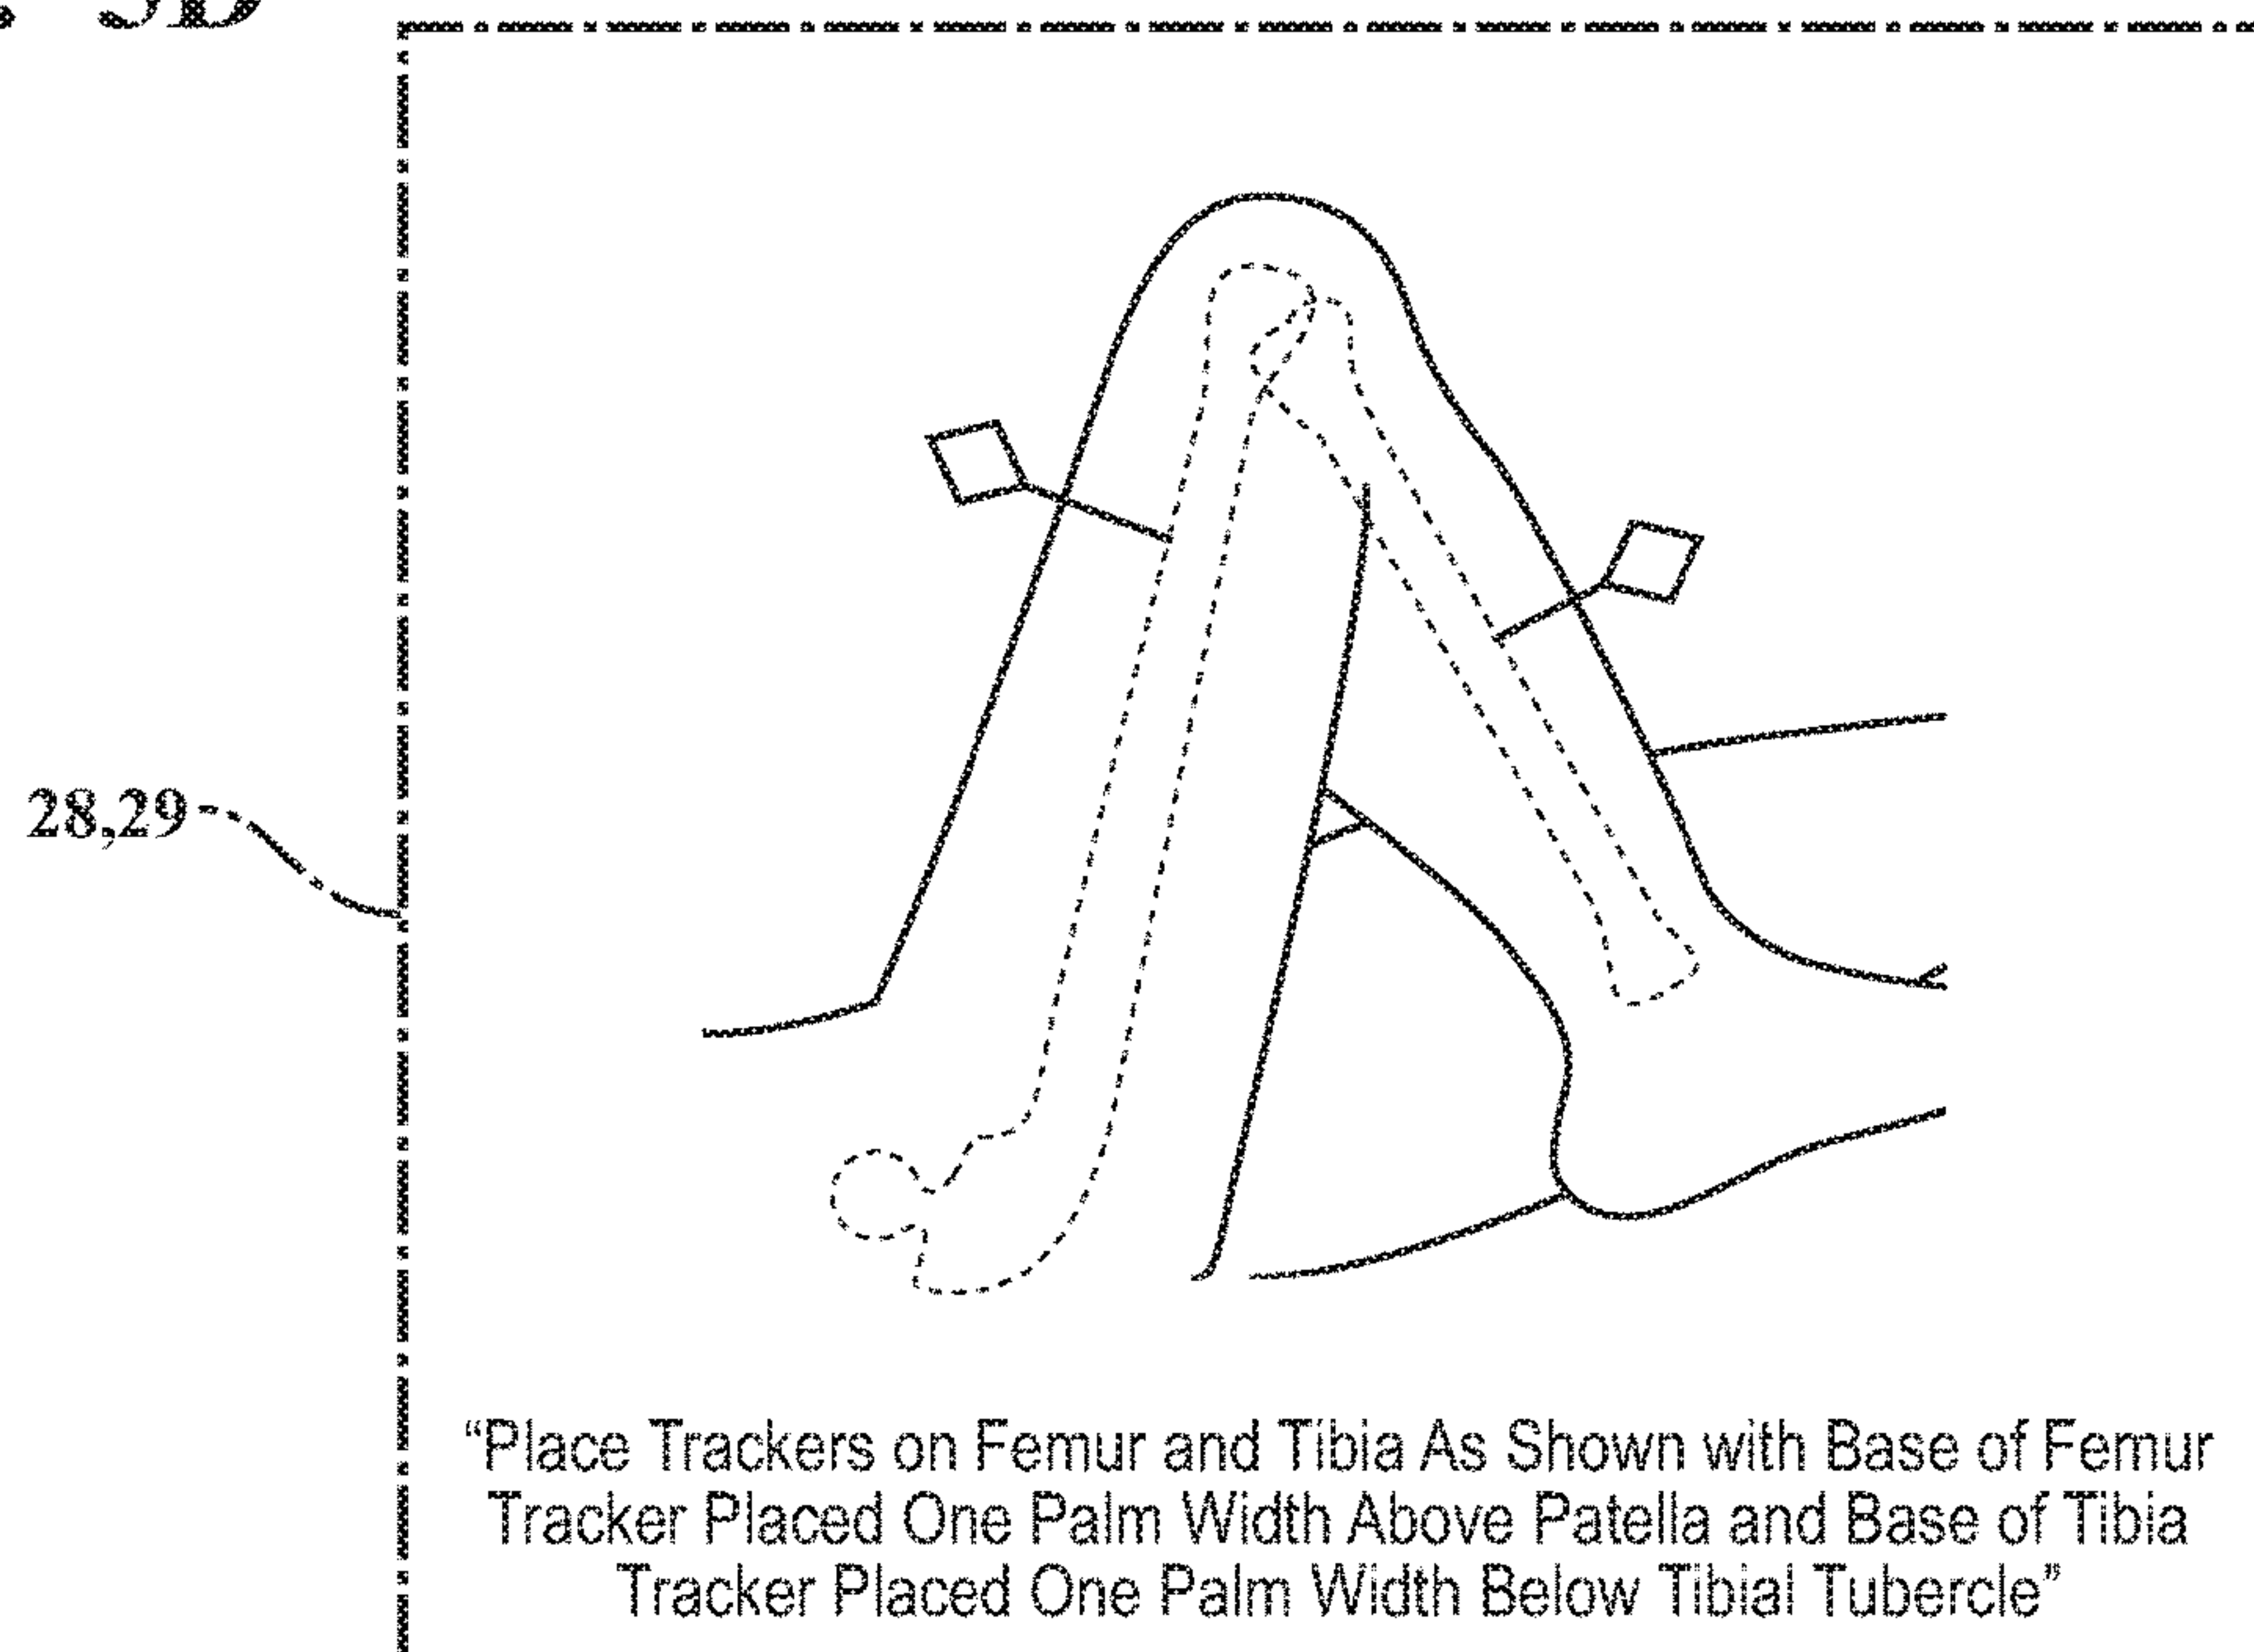 28,29
“Place Trackers on Femur and Tibia As Shown with Base of Femur
Tracker Placed One Palm Width Above Patella and Base of Tibia
Tracker Placed One Palm Width Below Tibial Tubercle”